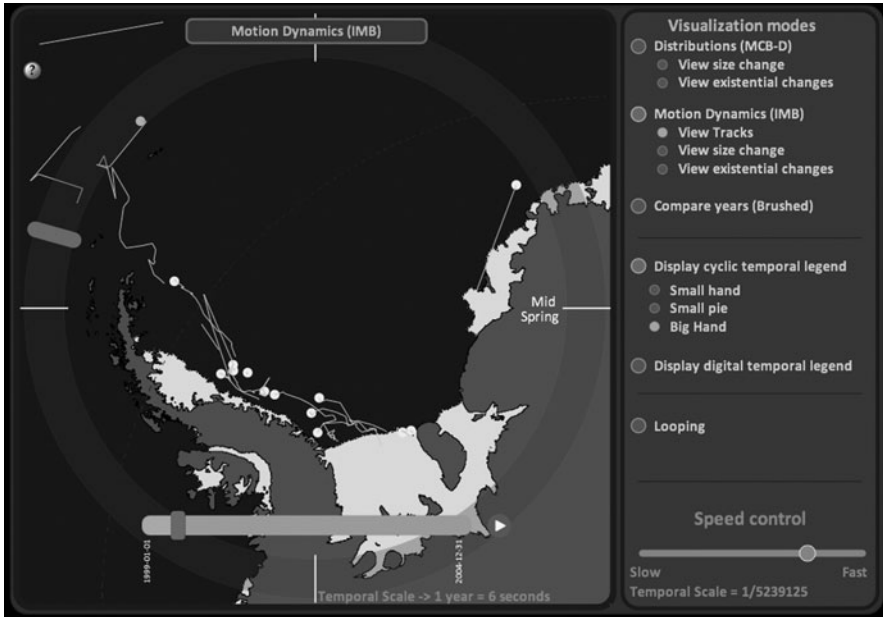 Motion Dynamics (IMB)
?
Mid
Spring
1999-01-01
2004-12-31
Temporal Scale -> 1 year = 6 seconds
Visualization modes
Distributions (MCB-D)
View size change
View existential changes
Motion Dynamics (IMB)
View Tracks
View size change
View existential changes
Compare years (Brushed)
Display cyclic temporal legend
Small hand
Small pie
Big Hand
Display digital temporal legend
Looping
Speed control
Slow
Fast
Temporal Scale = 1/5239125